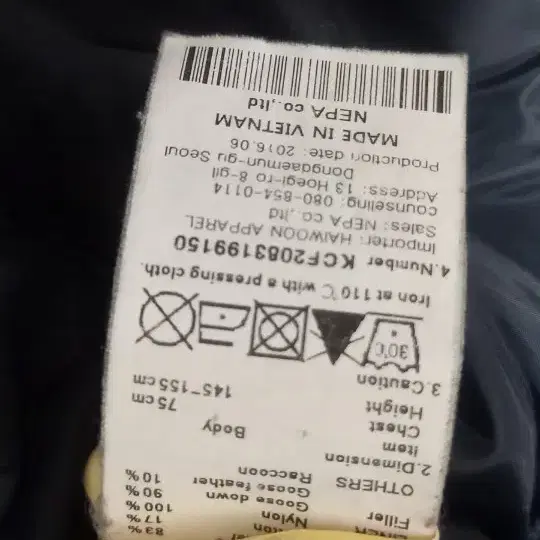 83%
17%
Nylon 100%
Filler Goose down 90%
Goose feather 10%
OTHERS Raccoon
2.Dimension
Item Body
Chest 75cm
Height 145~155cm
3.Caution
30℃
Iron at 110℃ with a pressing cloth.
4.Number KCF2083199150
Importer: HAIWOON APPAREL
Sales: NEPA co.,ltd
counseling: 080-854-0114
Address: 13 Hoegi-ro 8-gil
Dongdaemun-gu Seoul
Production date: 2016.06
MADE IN VIETNAM
NEPA co.,ltd